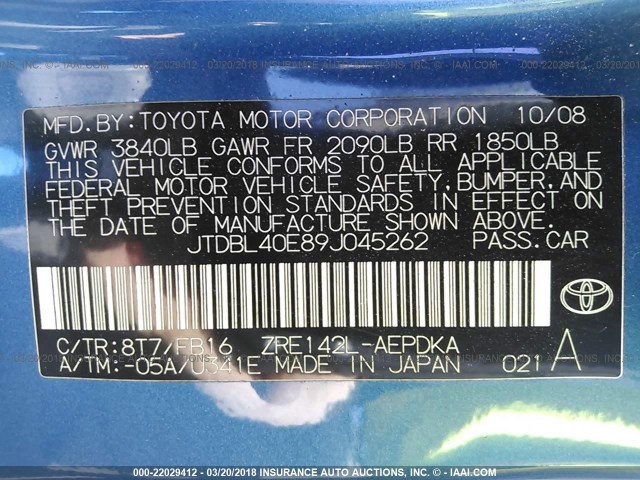 MFD.BY:TOYOTA MOTOR CORPORATION 10/08
GVWR 3840LB GAWR FR 2090LB RR 1850LB
THIS VEHICLE CONFORMS TO ALL APPLICABLE
FEDERAL MOTOR VEHICLE SAFETY,BUMPER,AND
THEFT PREVENTION STANDARDS IN EFFECT ON
THE DATE OF MANUFACTURE SHOWN ABOVE.
JTDBL40E89J045262 PASS.CAR
C/TR:8T7/FB16 ZRE142L-AEPDKA
A/TM:-05A/U341E MADE IN JAPAN 021 A
000-22029412 - 03/20/2018 - INSURANCE AUTO AUCTIONS, INC. - © - IAAI.COM